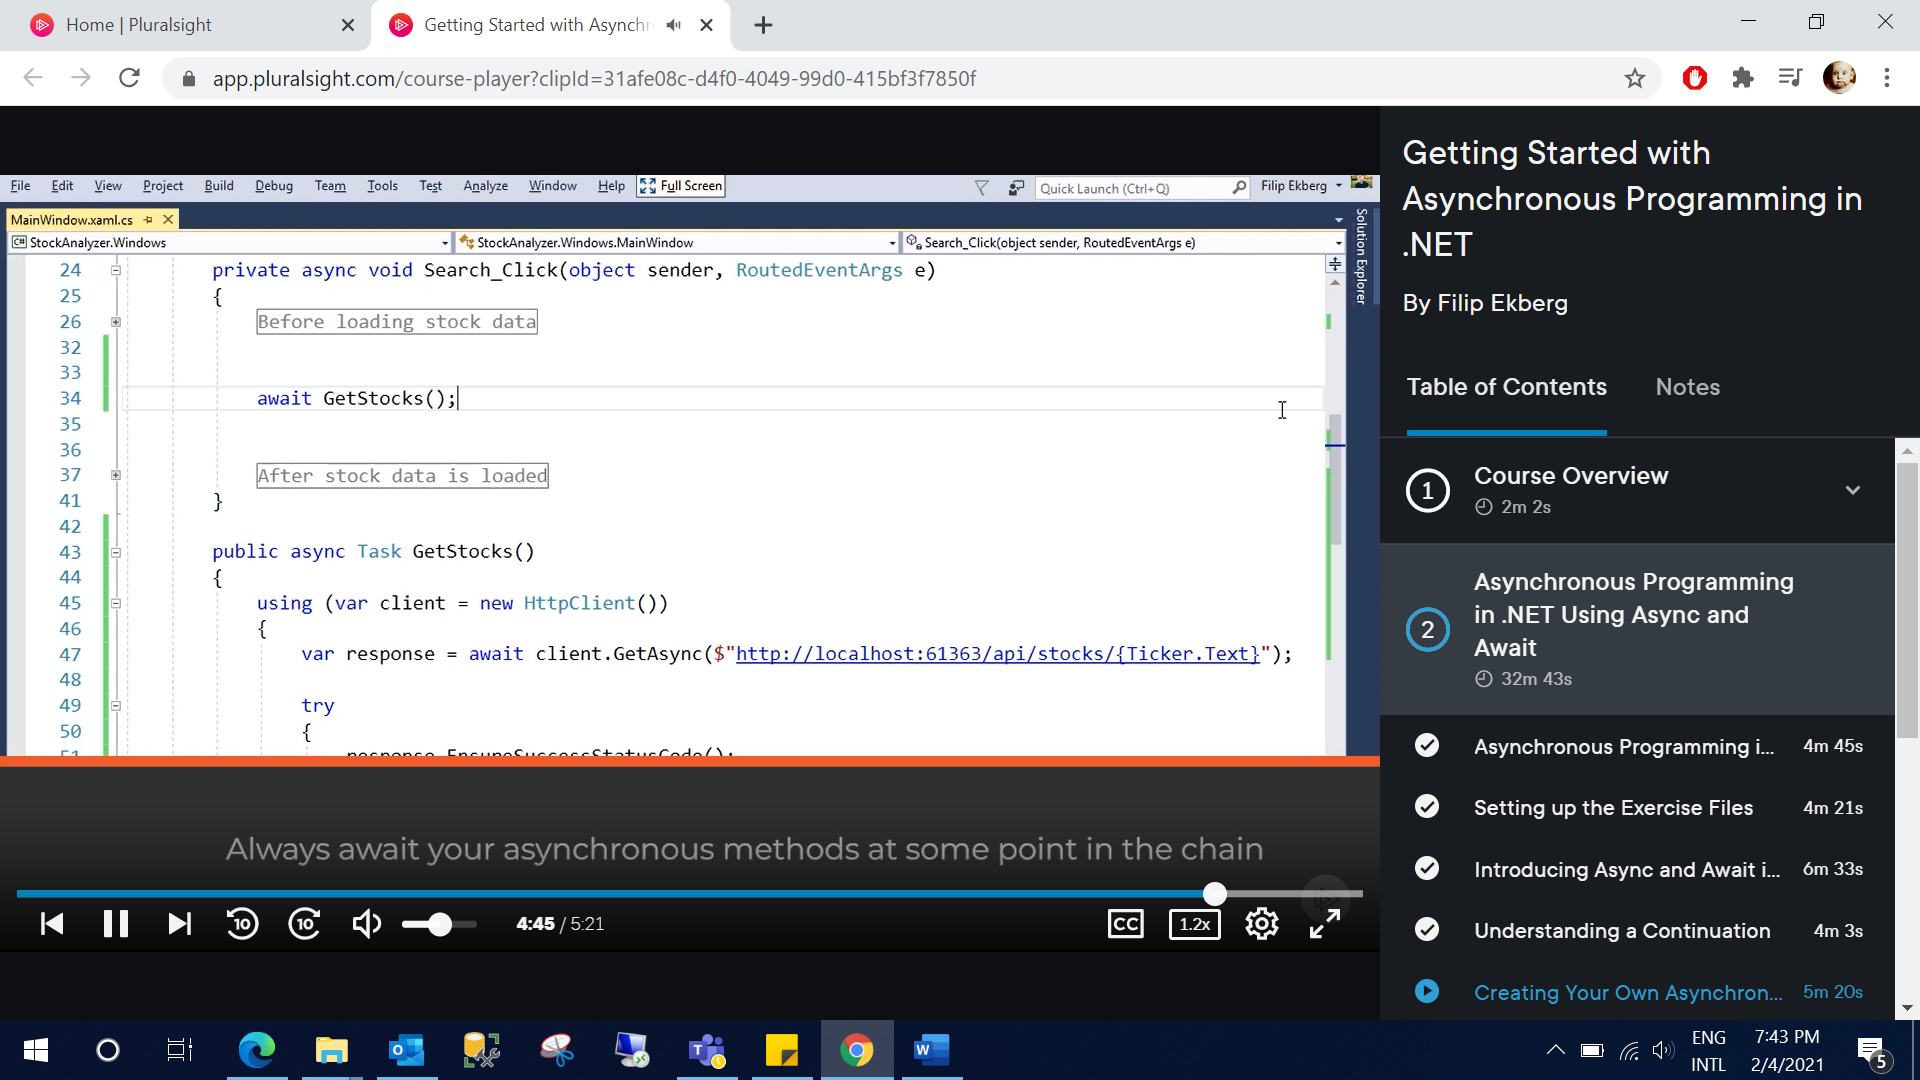 Home | Pluralsight
Getting Started with Asynchr
app.pluralsight.com/course-player?clipId=31afe08c-d4f0-4049-99d0-415bf3f7850f
File Edit View Project Build Debug Team Tools Test Analyze Window Help Full Screen
Quick Launch (Ctrl+Q)
Filip Ekberg
MainWindow.xaml.cs
StockAnalyzer.Windows
StockAnalyzer.Windows.MainWindow
Search_Click(object sender, RoutedEventArgs e)
Solution Explorer
24 private async void Search_Click(object sender, RoutedEventArgs e)
25 {
26 Before loading stock data
32
33
34 await GetStocks();
35
36
37 After stock data is loaded
41 }
42
43 public async Task GetStocks()
44 {
45 using (var client = new HttpClient())
46 {
47 var response = await client.GetAsync($"http://localhost:61363/api/stocks/{Ticker.Text}");
48
49 try
50 {
51 response.EnsureSuccessStatusCode();
Always await your asynchronous methods at some point in the chain
10
10
4:45 / 5:21
CC
1.2x
Getting Started with
Asynchronous Programming in
.NET
By Filip Ekberg
Table of Contents
Notes
1
Course Overview
2m 2s
2
Asynchronous Programming
in .NET Using Async and
Await
32m 43s
Asynchronous Programming i... 4m 45s
Setting up the Exercise Files 4m 21s
Introducing Async and Await i... 6m 33s
Understanding a Continuation 4m 3s
Creating Your Own Asynchron... 5m 20s
ENG
INTL
7:43 PM
2/4/2021
5